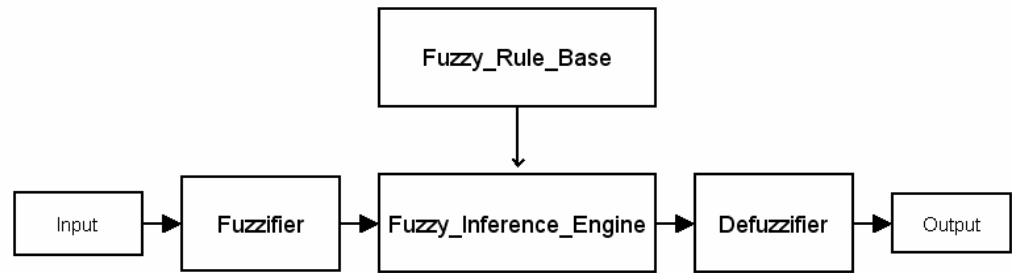 Fuzzy_Rule_Base
Input
Fuzzifier
Fuzzy_Inference_Engine
Defuzzifier
Output